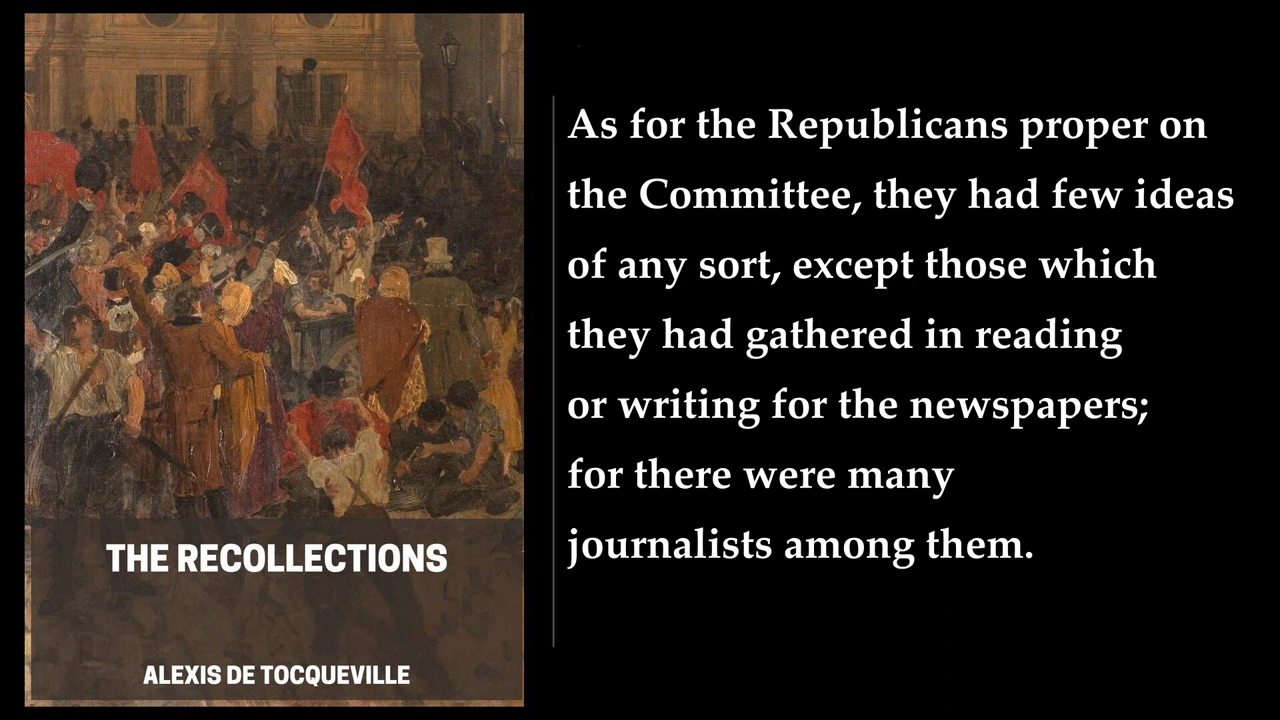 THE RECOLLECTIONS
ALEXIS DE TOCQUEVILLE
As for the Republicans proper on
the Committee, they had few ideas
of any sort, except those which
they had gathered in reading
or writing for the newspapers;
for there were many
journalists among them.